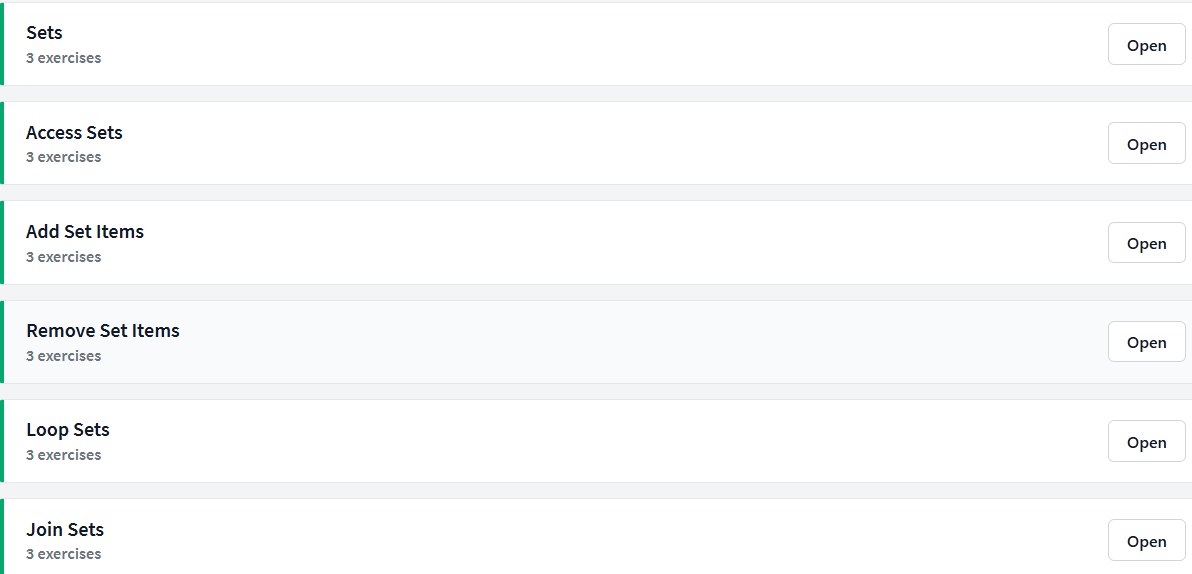 Sets
3 exercises
Open
Access Sets
3 exercises
Open
Add Set Items
3 exercises
Open
Remove Set Items
3 exercises
Open
Loop Sets
3 exercises
Open
Join Sets
3 exercises
Open